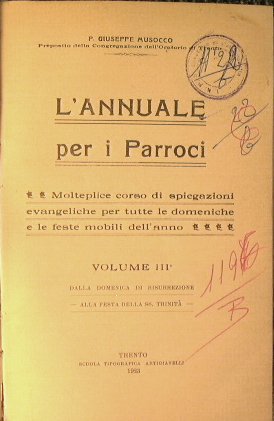 P. GIUSEPPE MUSOCCO
Preposito della Congregazione dell'Oratorio di
L'ANNUALE
per i Parroci
Molteplice corso di spiegazioni
evangeliche per tutte le domeniche
e le feste mobili dell'anno
VOLUME III°
DALLA DOMENICA DI RISURREZIONE
— ALLA FESTA DELLA SS. TRINITÀ —
TRENTO
SCUOLA TIPOGRAFICA ARTIGIANELLI